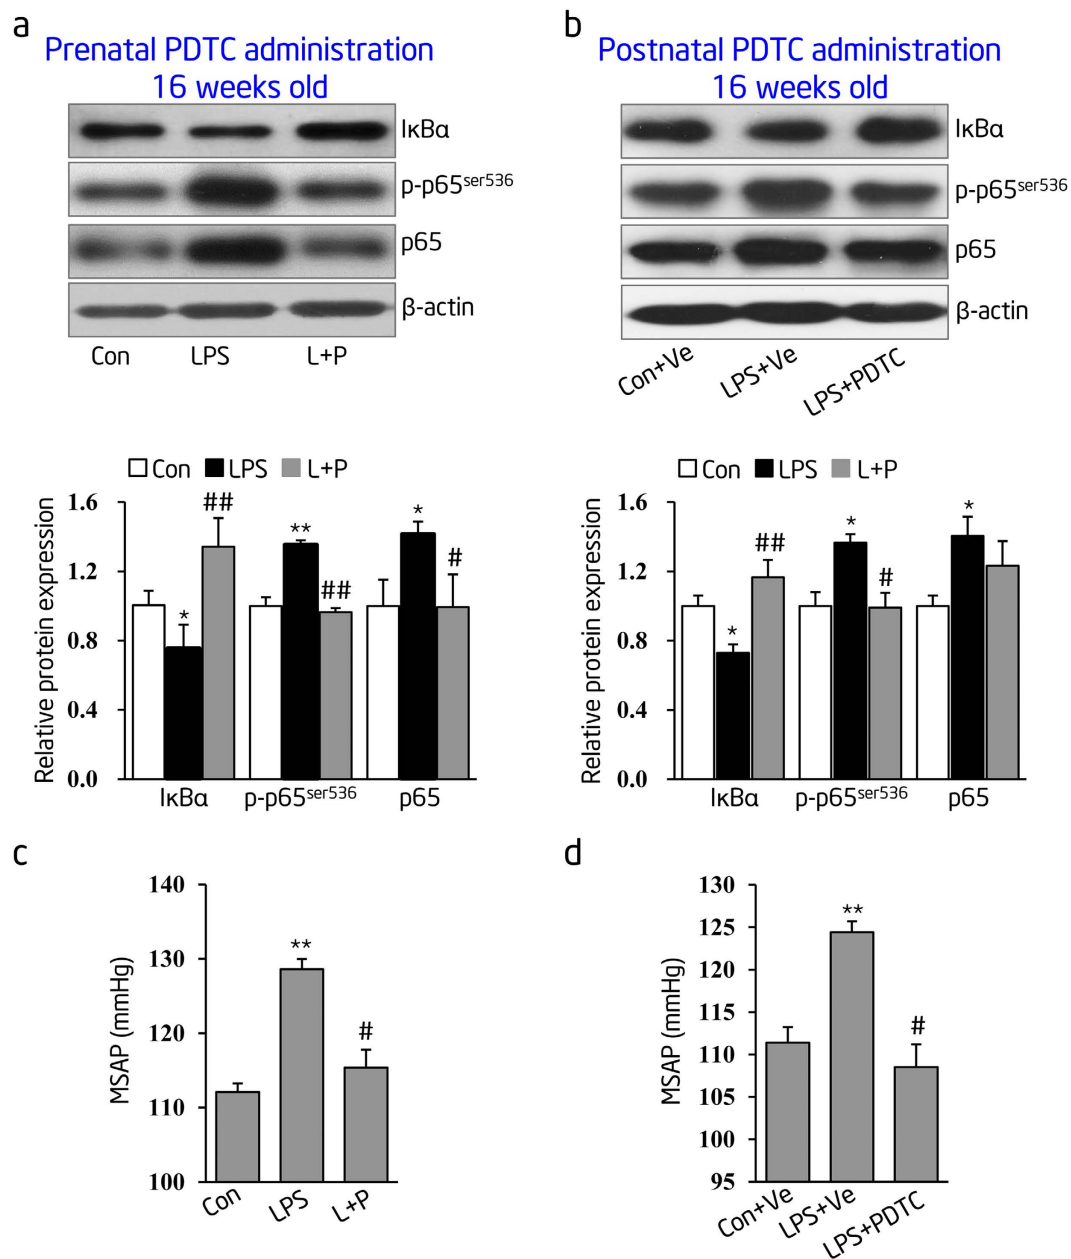 a
Prenatal PDTC administration
16 weeks old
IκBα
p-p65ser536
p65
β-actin
Con LPS L+P
b
Postnatal PDTC administration
16 weeks old
IκBα
p-p65ser536
p65
β-actin
Con+Ve LPS+Ve LPS+PDTC
Con LPS L+P
Relative protein expression
1.6
1.2
0.8
0.4
0.0
* ## ** ## * #
IκBα p-p65ser536 p65
Con LPS L+P
Relative protein expression
1.6
1.2
0.8
0.4
0.0
* ## * # *
IκBα p-p65ser536 p65
c
MSAP (mmHg)
140
130
120
110
100
** #
Con LPS L+P
d
MSAP (mmHg)
130
125
120
115
110
105
100
95
** #
Con+Ve LPS+Ve LPS+PDTC